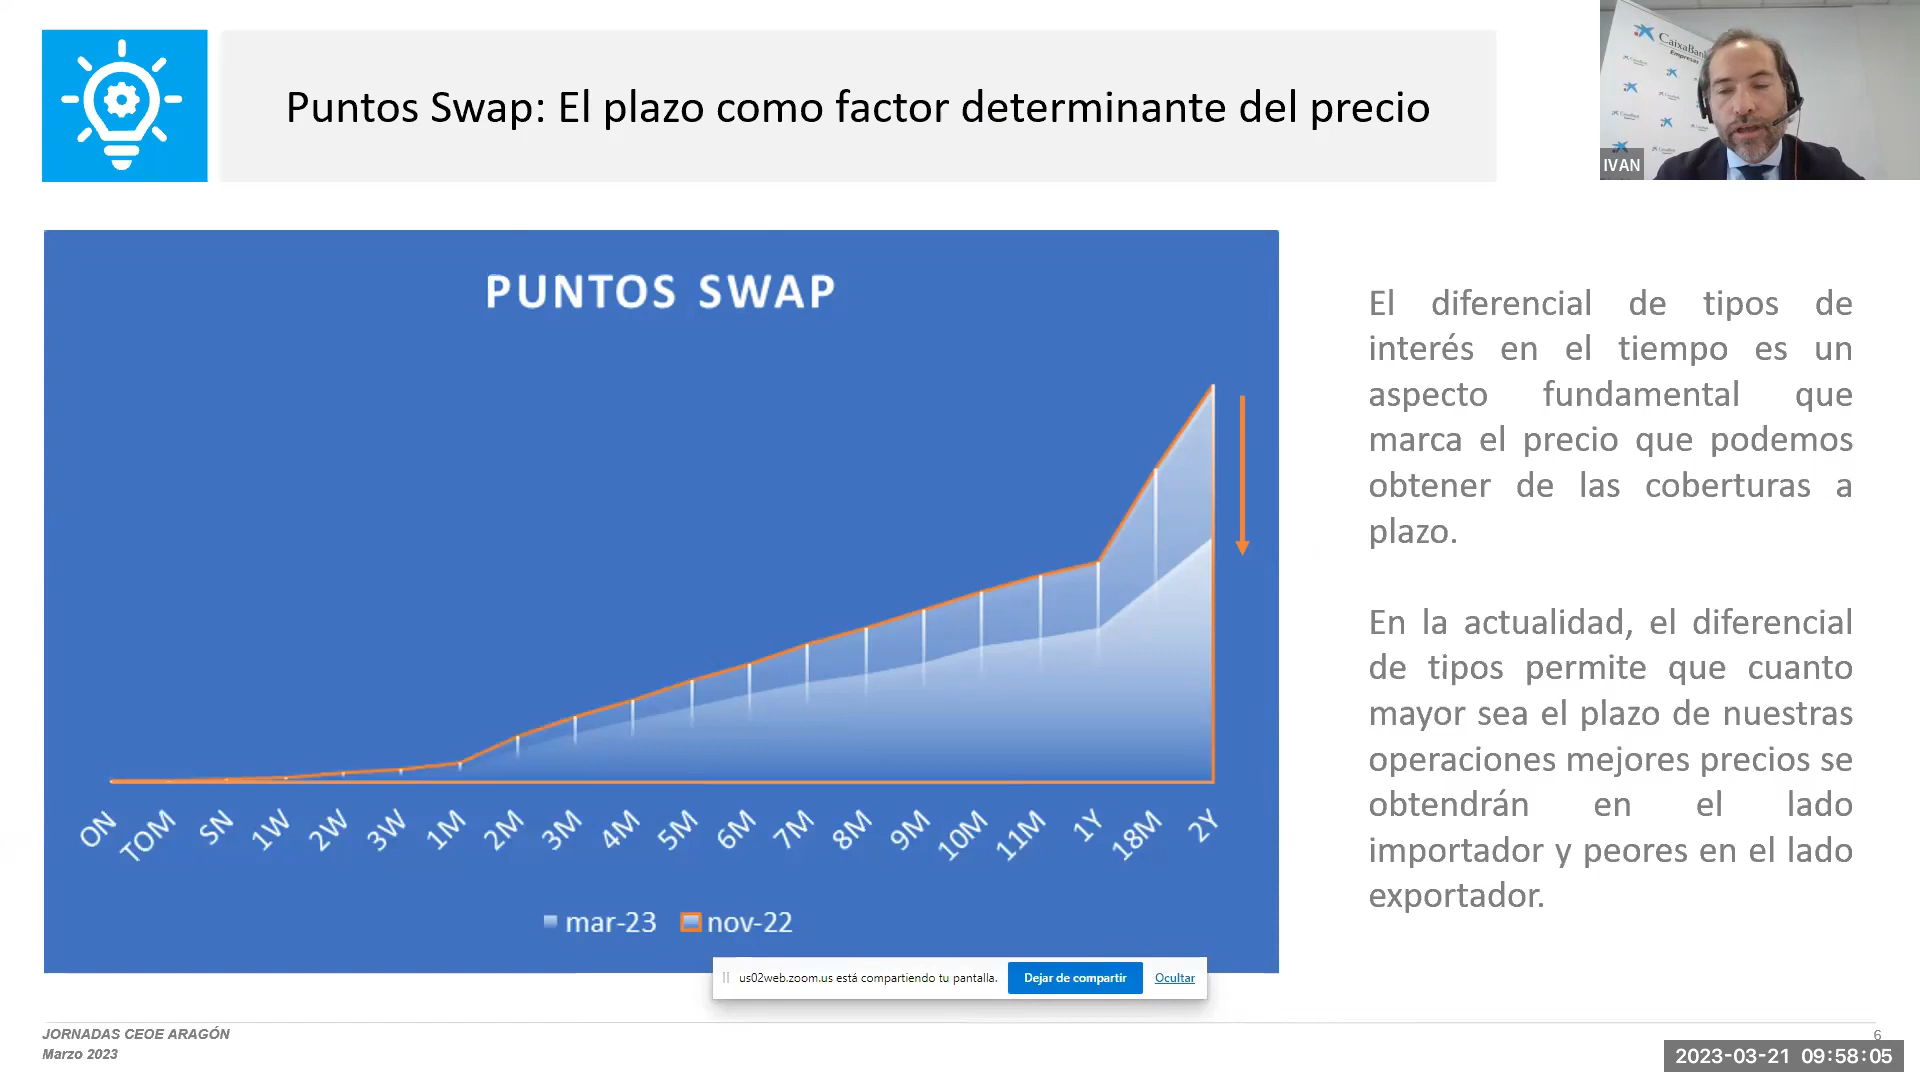 Puntos Swap: El plazo como factor determinante del precio
CaixaBank
Empresas
IVAN
PUNTOS SWAP
ON TOM SN 1W 2W 3W 1M 2M 3M 4M 5M 6M 7M 8M 9M 10M 11M 1Y 18M 2Y
mar-23 nov-22
El diferencial de tipos de
interés en el tiempo es un
aspecto fundamental que
marca el precio que podemos
obtener de las coberturas a
plazo.
En la actualidad, el diferencial
de tipos permite que cuanto
mayor sea el plazo de nuestras
operaciones mejores precios se
obtendrán en el lado
importador y peores en el lado
exportador.
us02web.zoom.us está compartiendo tu pantalla. Dejar de compartir Ocultar
JORNADAS CEOE ARAGÓN
Marzo 2023
6
2023-03-21 09:58:05